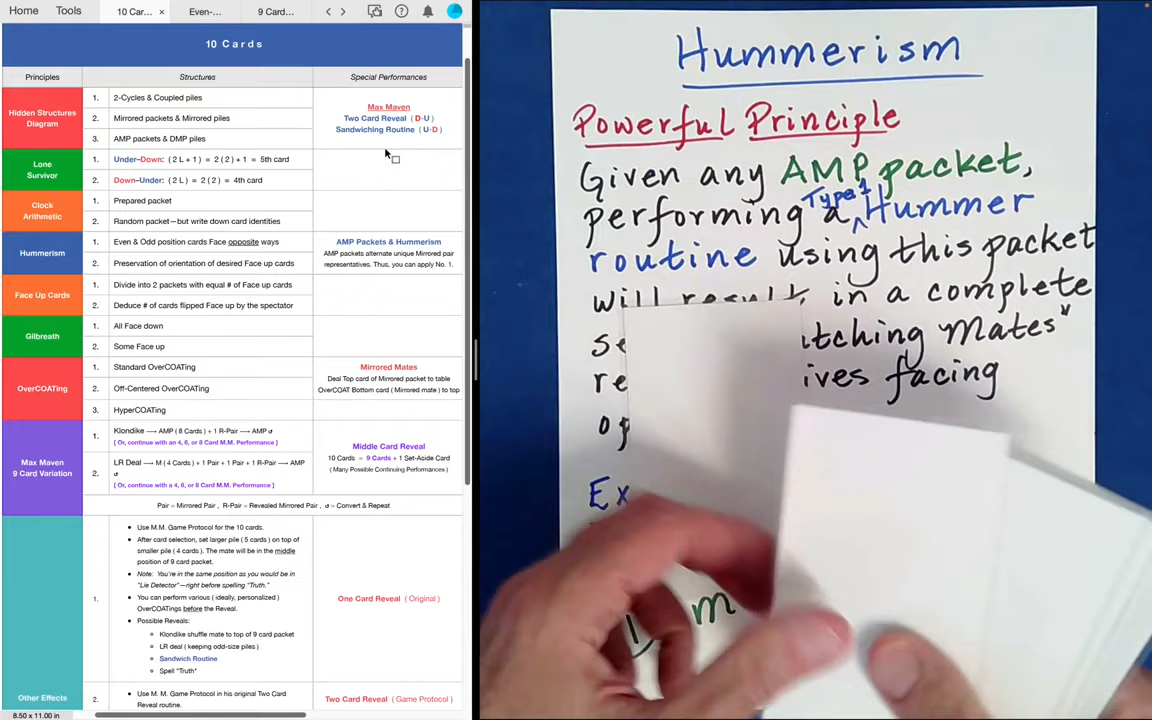 Home Tools 10 Car... × Even-... 9 Card...
10 Cards
Principles Structures Special Performances
Hidden Structures Diagram
1. 2-Cycles & Coupled piles
2. Mirrored packets & Mirrored piles
3. AMP packets & DMP piles
Max Maven
Two Card Reveal ( D-U )
Sandwiching Routine ( U-D )
Lone Survivor
1. Under–Down: ( 2 L + 1 ) = 2 ( 2 ) + 1 = 5th card
2. Down–Under: ( 2 L ) = 2 ( 2 ) = 4th card
Clock Arithmetic
1. Prepared packet
2. Random packet—but write down card identities
Hummerism
1. Even & Odd position cards Face opposite ways
2. Preservation of orientation of desired Face up cards
AMP Packets & Hummerism
AMP packets alternate unique Mirrored pair
representatives. Thus, you can apply No. 1.
Face Up Cards
1. Divide into 2 packets with equal # of Face up cards
2. Deduce # of cards flipped Face up by the spectator
Gilbreath
1. All Face down
2. Some Face up
OverCOATing
1. Standard OverCOATing
2. Off-Centered OverCOATing
3. HyperCOATing
Mirrored Mates
Deal Top card of Mirrored packet to table
OverCOAT Bottom card ( Mirrored mate ) to top
Max Maven
9 Card Variation
1. Klondike → AMP ( 8 Cards ) + 1 R-Pair → AMP ↺
[ Or, continue with an 4, 6, or 8 Card M.M. Performance ]
2. LR Deal → M ( 4 Cards ) + 1 Pair + 1 Pair + 1 R-Pair → AMP
↺
[ Or, continue with a 4, 6, or 8 Card M.M. Performance ]
Middle Card Reveal
10 Cards = 9 Cards + 1 Set-Aside Card
( Many Possible Continuing Performances )
Pair = Mirrored Pair , R-Pair = Revealed Mirrored Pair , ↺ = Convert & Repeat
1.
• Use M.M. Game Protocol for the 10 cards.
• After card selection, set larger pile ( 5 cards ) on top of
smaller pile ( 4 cards ). The mate will be in the middle
position of 9 card packet.
• Note: You're in the same position as you would be in
"Lie Detector"—right before spelling "Truth."
• You can perform various ( ideally, personalized )
OverCOATings before the Reveal.
• Possible Reveals:
○ Klondike shuffle mate to top of 9 card packet
○ LR deal ( keeping odd-size piles )
○ Sandwich Routine
○ Spell "Truth"
One Card Reveal ( Original )
Other Effects
2.
• Use M. M. Game Protocol in his original Two Card
Reveal routine.
Two Card Reveal ( Game Protocol )
8.50 x 11.00 in
Hummerism
Powerful Principle
Given any AMP packet,
performing a Type 1 Hummer
routine using this packet
will result in a complete
Mates"
facing
m